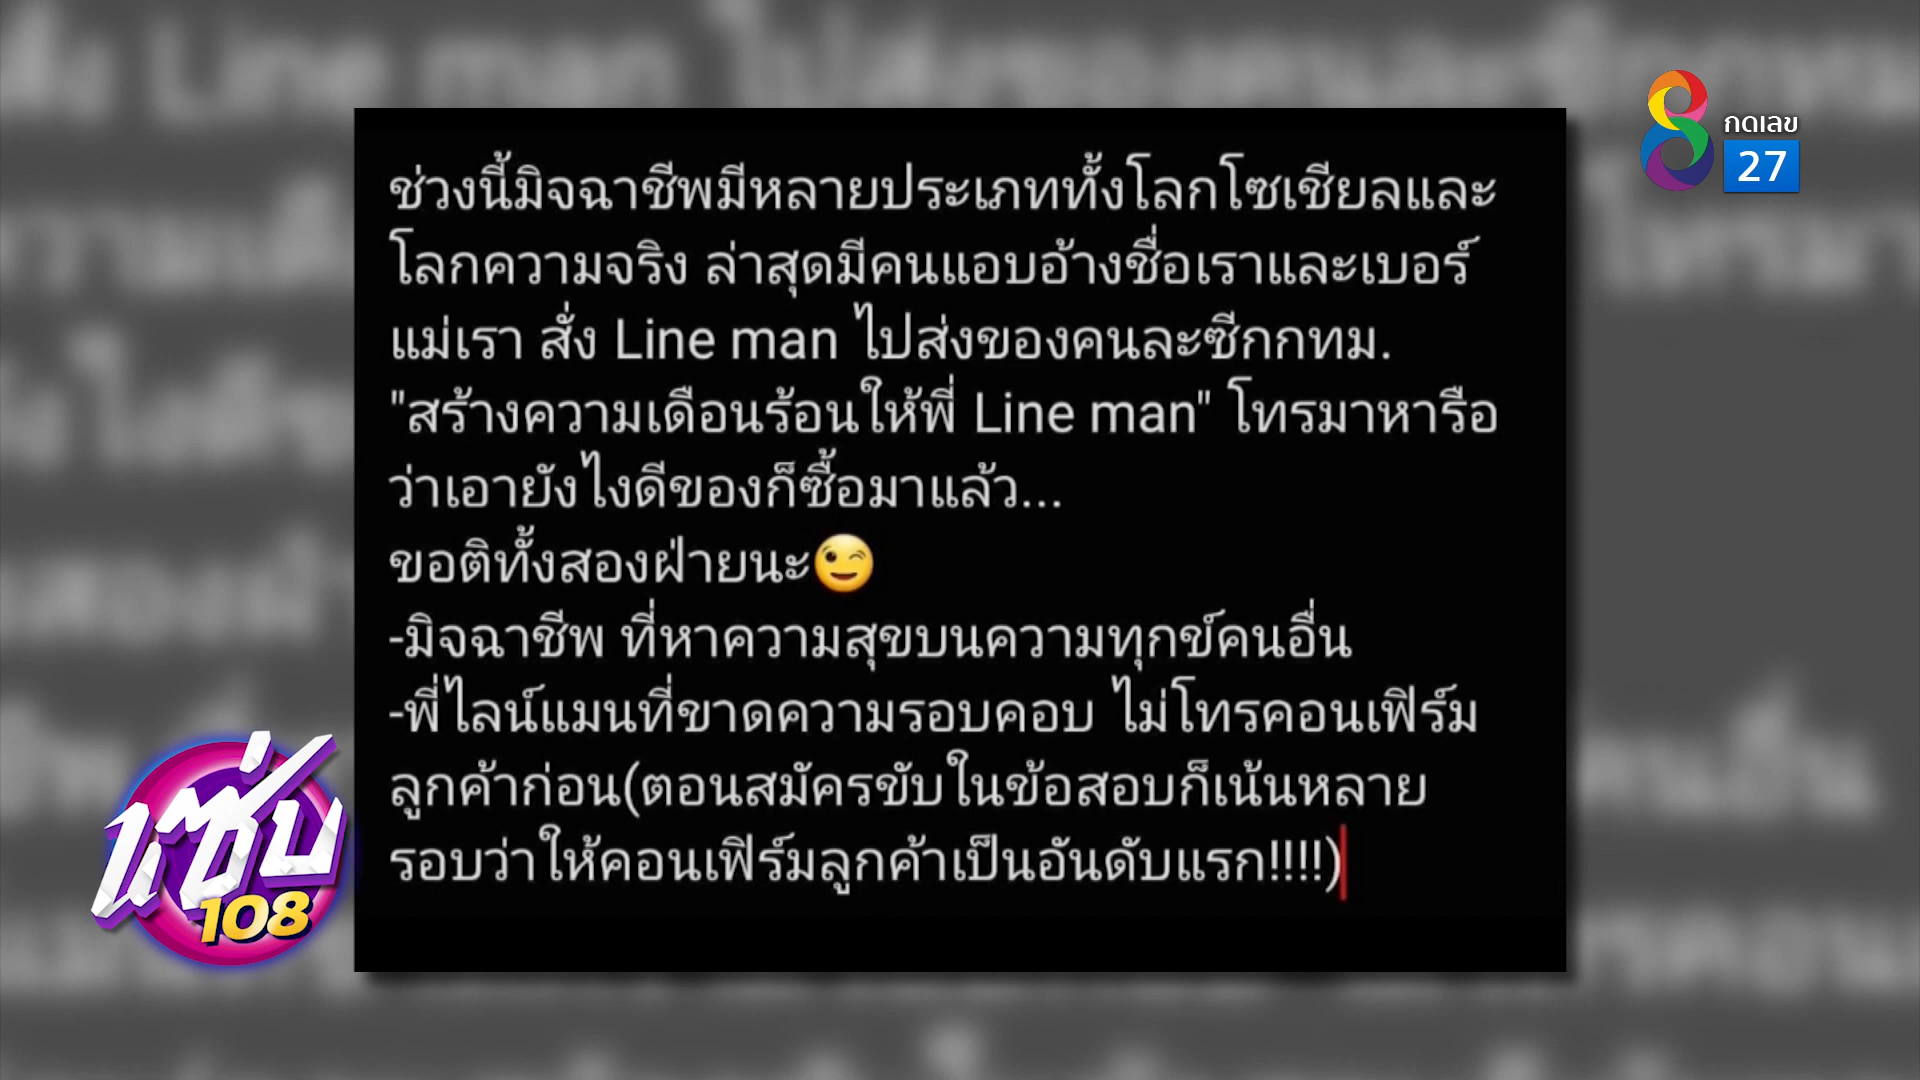 กดเลข
27
ช่วงนี้มิจฉาชีพมีหลายประเภททั้งโลกโซเชียลและ
โลกความจริง ล่าสุดมีคนแอบอ้างชื่อเราและเบอร์
แม่เรา สั่ง Line man ไปส่งของคนละซีกกทม.
"สร้างความเดือนร้อนให้พี่ Line man" โทรมาหารือ
ว่าเอายังไงดีของก็ซื้อมาแล้ว...
ขอติทั้งสองฝ่ายนะ😉
-มิจฉาชีพ ที่หาความสุขบนความทุกข์คนอื่น
-พี่ไลน์แมนที่ขาดความรอบคอบ ไม่โทรคอนเฟิร์ม
ลูกค้าก่อน(ตอนสมัครขับในข้อสอบก็เน้นหลาย
รอบว่าให้คอนเฟิร์มลูกค้าเป็นอันดับแรก!!!!)
แซ่บ
108